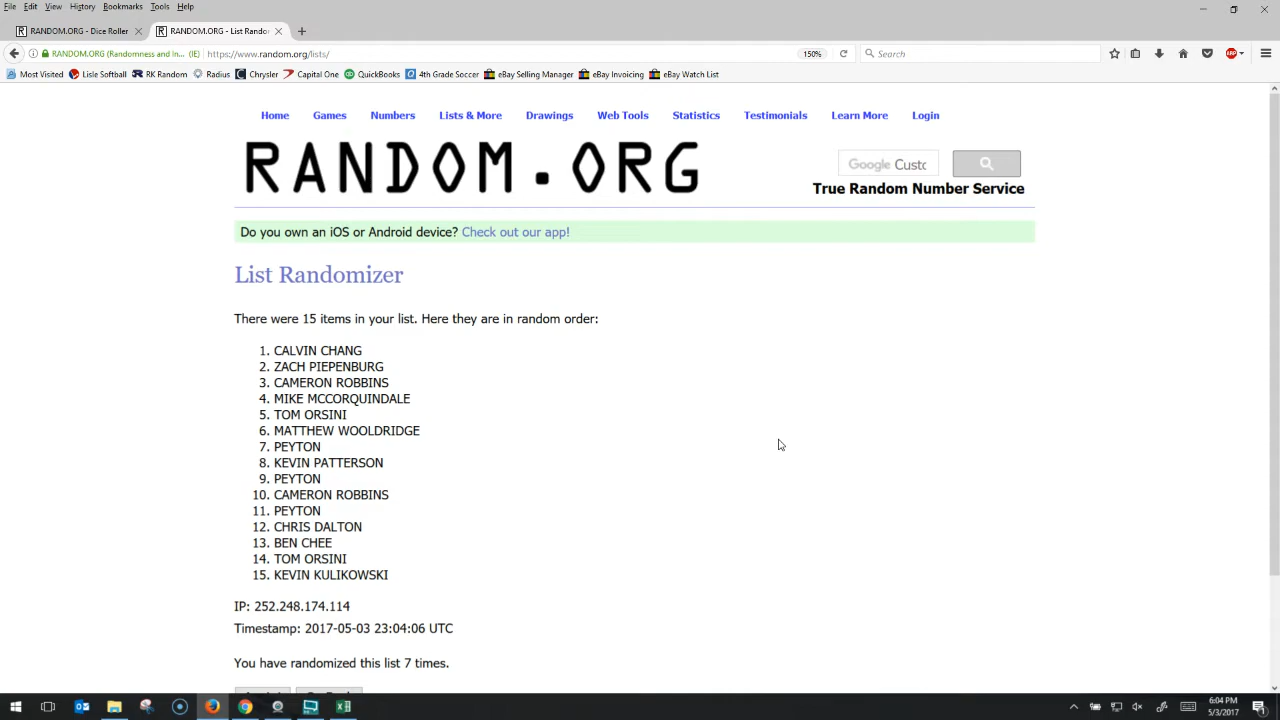 File Edit View History Bookmarks Tools Help
RANDOM.ORG - Dice Roller
RANDOM.ORG - List Rando
RANDOM.ORG (Randomness and In... (IE) https://www.random.org/lists/ 150% Search
Most Visited Lisle Softball RK Random Radius Chrysler Capital One QuickBooks 4th Grade Soccer eBay Selling Manager eBay Invoicing eBay Watch List
Home Games Numbers Lists & More Drawings Web Tools Statistics Testimonials Learn More Login
RANDOM.ORG
Google Custo
True Random Number Service
Do you own an iOS or Android device? Check out our app!
List Randomizer
There were 15 items in your list. Here they are in random order:
1. CALVIN CHANG
2. ZACH PIEPENBURG
3. CAMERON ROBBINS
4. MIKE MCCORQUINDALE
5. TOM ORSINI
6. MATTHEW WOOLDRIDGE
7. PEYTON
8. KEVIN PATTERSON
9. PEYTON
10. CAMERON ROBBINS
11. PEYTON
12. CHRIS DALTON
13. BEN CHEE
14. TOM ORSINI
15. KEVIN KULIKOWSKI
IP: 252.248.174.114
Timestamp: 2017-05-03 23:04:06 UTC
You have randomized this list 7 times.
6:04 PM
5/3/2017